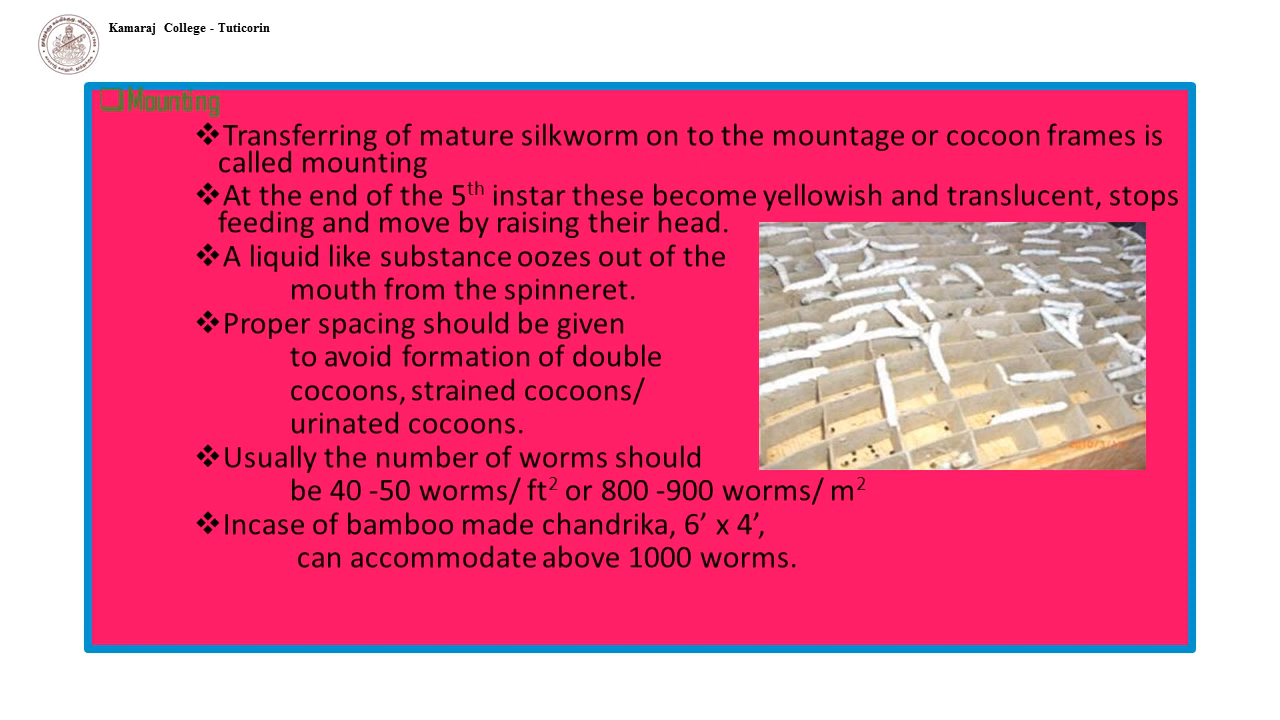 Kamaraj College - Tuticorin
❑Mounting
❖Transferring of mature silkworm on to the mountage or cocoon frames is
called mounting
❖At the end of the 5th instar these become yellowish and translucent, stops
feeding and move by raising their head.
❖A liquid like substance oozes out of the
mouth from the spinneret.
❖Proper spacing should be given
to avoid formation of double
cocoons, strained cocoons/
urinated cocoons.
❖Usually the number of worms should
be 40 -50 worms/ ft2 or 800 -900 worms/ m2
❖Incase of bamboo made chandrika, 6’ x 4’,
can accommodate above 1000 worms.